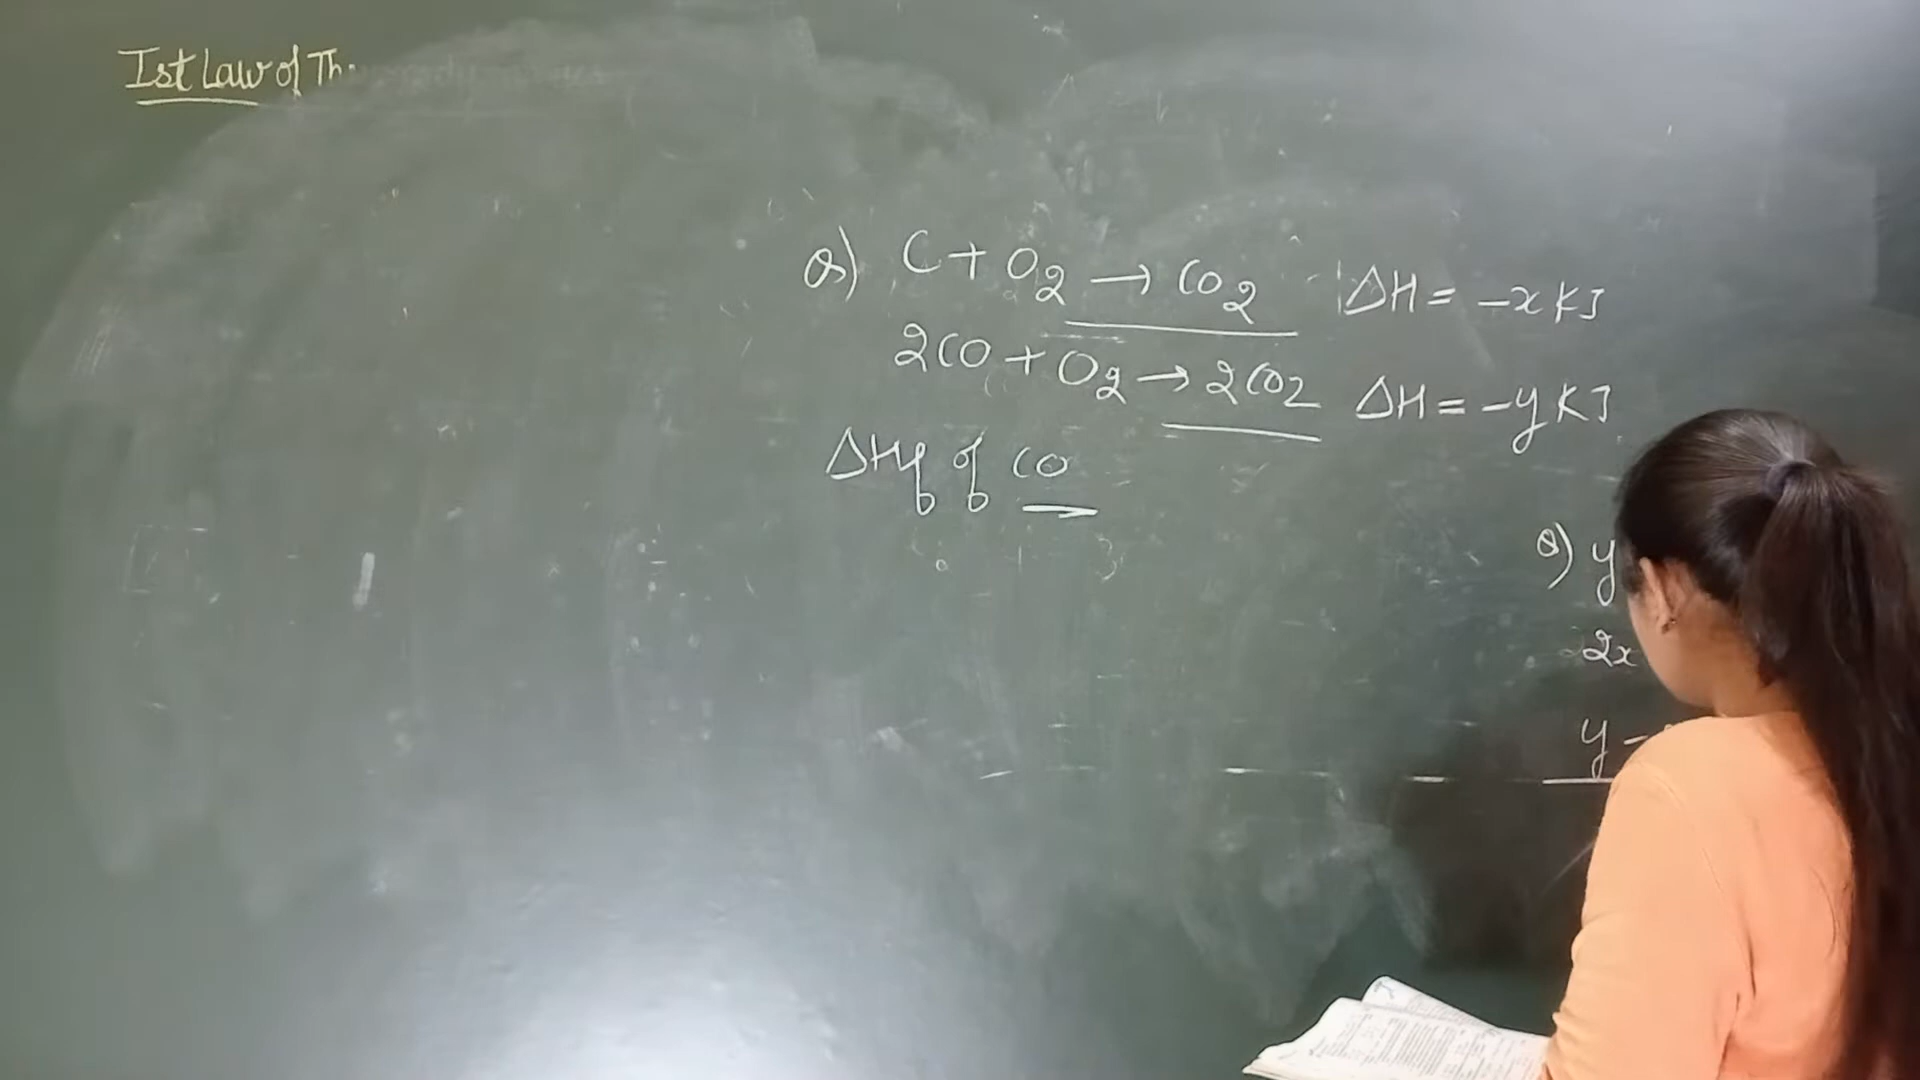 Ist Law of Th
Q) C + O2 → CO2 ΔH = -x KJ
2CO + O2 → 2CO2 ΔH = -y KJ
ΔHf of CO
Q) y
2x
y -